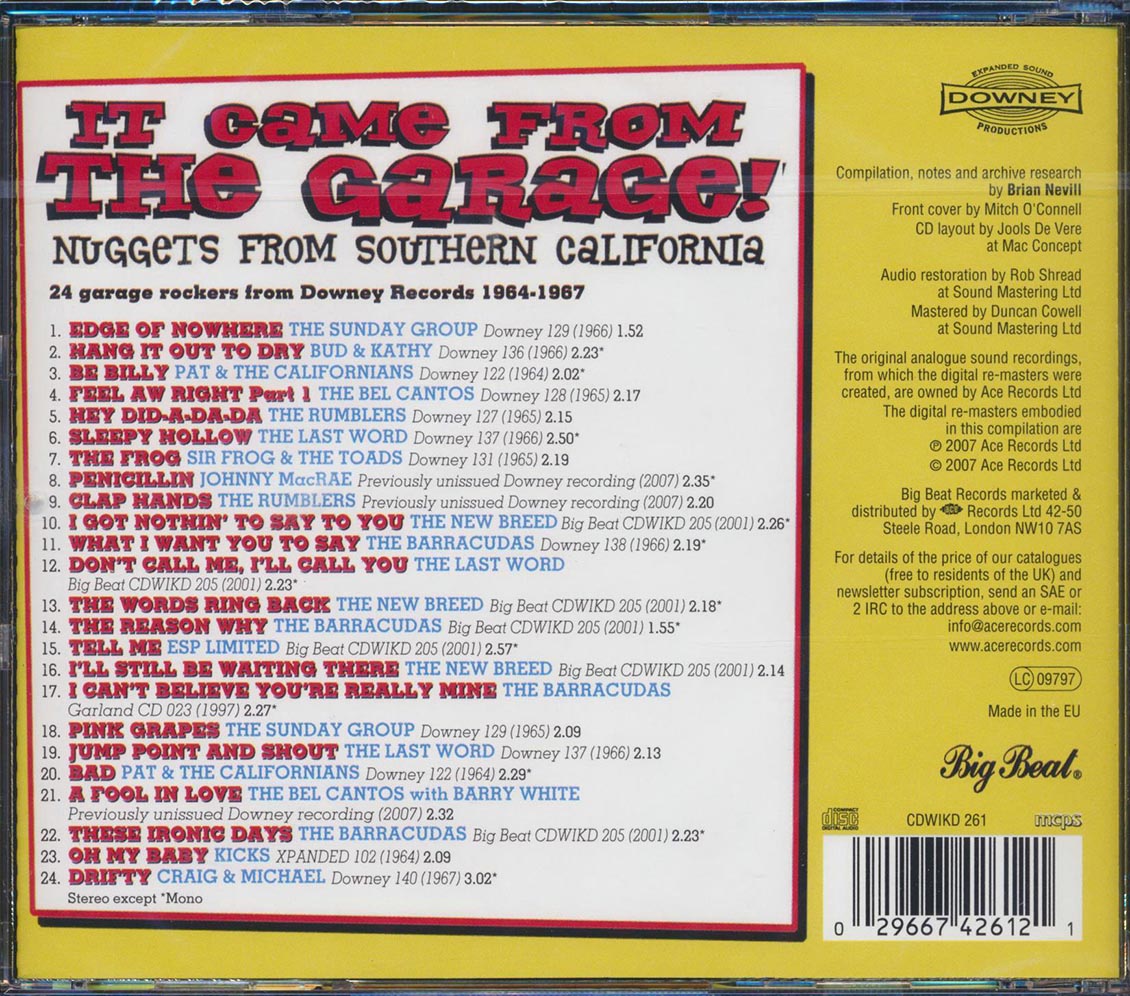 IT CAME FROM
THE GARAGE!
NUGGETS FROM SOUTHERN CALIFORNIA
24 garage rockers from Downey Records 1964-1967
1. EDGE OF NOWHERE THE SUNDAY GROUP Downey 129 (1966) 1.52
2. HANG IT OUT TO DRY BUD & KATHY Downey 136 (1966) 2.23*
3. BE BILLY PAT & THE CALIFORNIANS Downey 122 (1964) 2.02*
4. FEEL AW RIGHT Part 1 THE BEL CANTOS Downey 128 (1965) 2.17
5. HEY DID-A-DA-DA THE RUMBLERS Downey 127 (1965) 2.15
6. SLEEPY HOLLOW THE LAST WORD Downey 137 (1966) 2.50*
7. THE FROG SIR FROG & THE TOADS Downey 131 (1965) 2.19
8. PENICILLIN JOHNNY MacRAE Previously unissued Downey recording (2007) 2.35*
9. CLAP HANDS THE RUMBLERS Previously unissued Downey recording (2007) 2.20
10. I GOT NOTHIN' TO SAY TO YOU THE NEW BREED Big Beat CDWIKD 205 (2001) 2.26*
11. WHAT I WANT YOU TO SAY THE BARRACUDAS Downey 138 (1966) 2.19*
12. DON'T CALL ME, I'LL CALL YOU THE LAST WORD
Big Beat CDWIKD 205 (2001) 2.23*
13. THE WORDS RING BACK THE NEW BREED Big Beat CDWIKD 205 (2001) 2.18*
14. THE REASON WHY THE BARRACUDAS Big Beat CDWIKD 205 (2001) 1.55*
15. TELL ME ESP LIMITED Big Beat CDWIKD 205 (2001) 2.57*
16. I'LL STILL BE WAITING THERE THE NEW BREED Big Beat CDWIKD 205 (2001) 2.14
17. I CAN'T BELIEVE YOU'RE REALLY MINE THE BARRACUDAS
Garland CD 023 (1997) 2.27*
18. PINK GRAPES THE SUNDAY GROUP Downey 129 (1965) 2.09
19. JUMP POINT AND SHOUT THE LAST WORD Downey 137 (1966) 2.13
20. BAD PAT & THE CALIFORNIANS Downey 122 (1964) 2.29*
21. A FOOL IN LOVE THE BEL CANTOS with BARRY WHITE
Previously unissued Downey recording (2007) 2.32
22. THESE IRONIC DAYS THE BARRACUDAS Big Beat CDWIKD 205 (2001) 2.23*
23. OH MY BABY KICKS XPANDED 102 (1964) 2.09
24. DRIFTY CRAIG & MICHAEL Downey 140 (1967) 3.02*
Stereo except *Mono
EXPANDED SOUND
DOWNEY
PRODUCTIONS
Compilation, notes and archive research
by Brian Nevill
Front cover by Mitch O'Connell
CD layout by Jools De Vere
at Mac Concept
Audio restoration by Rob Shread
at Sound Mastering Ltd
Mastered by Duncan Cowell
at Sound Mastering Ltd
The original analogue sound recordings,
from which the digital re-masters were
created, are owned by Ace Records Ltd
The digital re-masters embodied
in this compilation are
℗ 2007 Ace Records Ltd
© 2007 Ace Records Ltd
Big Beat Records marketed &
distributed by ace Records Ltd 42-50
Steele Road, London NW10 7AS
For details of the price of our catalogues
(free to residents of the UK) and
newsletter subscription, send an SAE or
2 IRC to the address above or e-mail:
info@acerecords.com
www.acerecords.com
LC 09797
Made in the EU
Big Beat®
COMPACT disc DIGITAL AUDIO
CDWIKD 261
mcps
0 29667 42612 1